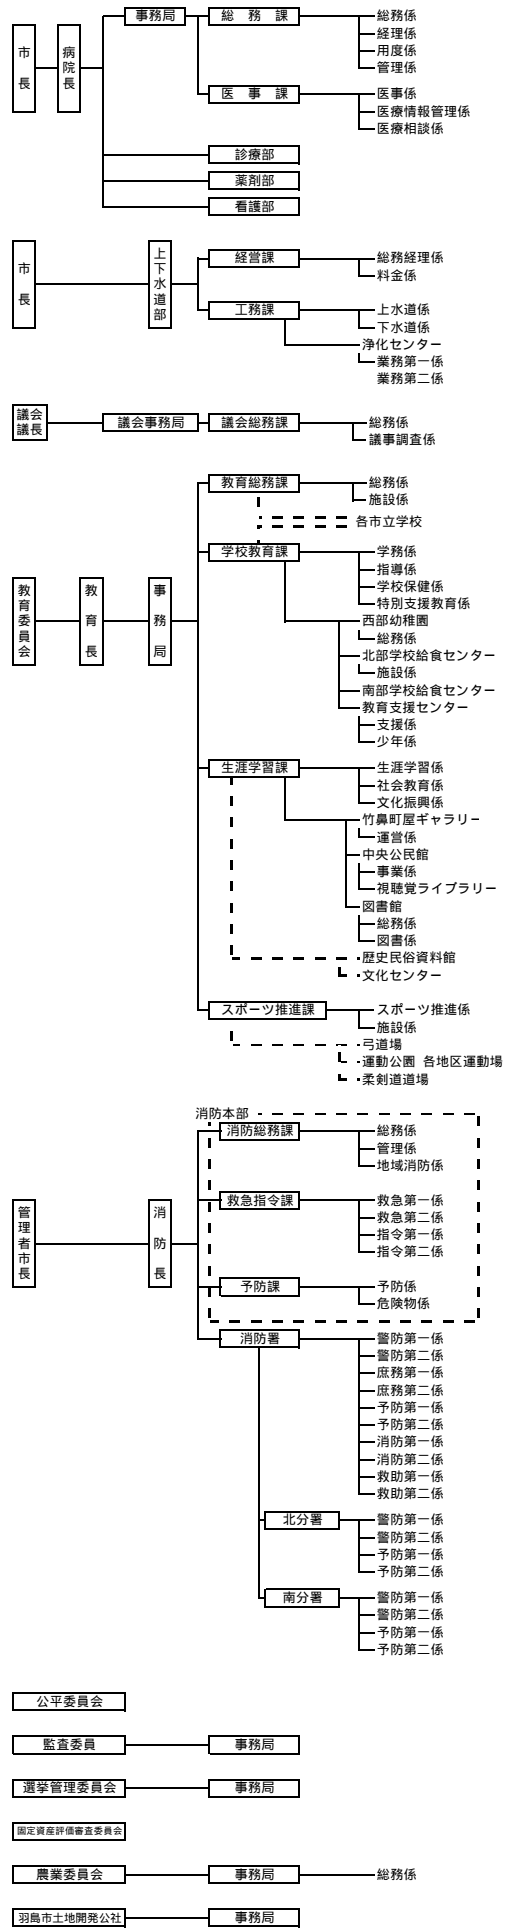 事務局 総務課 総務係
経理係
用度係
管理係
市長 病院長
医事課 医事係
医療情報管理係
医療相談係
診療部
薬剤部
看護部
市長 上下水道部 経営課 総務経理係
料金係
工務課 上水道係
下水道係
浄化センター
業務第一係
業務第二係
議会議長 議会事務局 議会総務課 総務係
議事調査係
教育総務課 総務係
施設係
各市立学校
学校教育課 学務係
指導係
学校保健係
特別支援教育係
教育委員会 教育長 事務局 西部幼稚園
総務係
北部学校給食センター
施設係
南部学校給食センター
教育支援センター
支援係
少年係
生涯学習課 生涯学習係
社会教育係
文化振興係
竹鼻町屋ギャラリー
運営係
中央公民館
事業係
視聴覚ライブラリー
図書館
総務係
図書係
歴史民俗資料館
文化センター
スポーツ推進課 スポーツ推進係
施設係
弓道場
運動公園 各地区運動場
柔剣道道場
消防本部
消防総務課 総務係
管理係
地域消防係
管理者市長 消防長 救急指令課 救急第一係
救急第二係
指令第一係
指令第二係
予防課 予防係
危険物係
消防署 警防第一係
警防第二係
庶務第一係
庶務第二係
予防第一係
予防第二係
消防第一係
消防第二係
救助第一係
救助第二係
北分署 警防第一係
警防第二係
予防第一係
予防第二係
南分署 警防第一係
警防第二係
予防第一係
予防第二係
公平委員会
監査委員 事務局
選挙管理委員会 事務局
固定資産評価審査委員会
農業委員会 事務局 総務係
羽島市土地開発公社 事務局